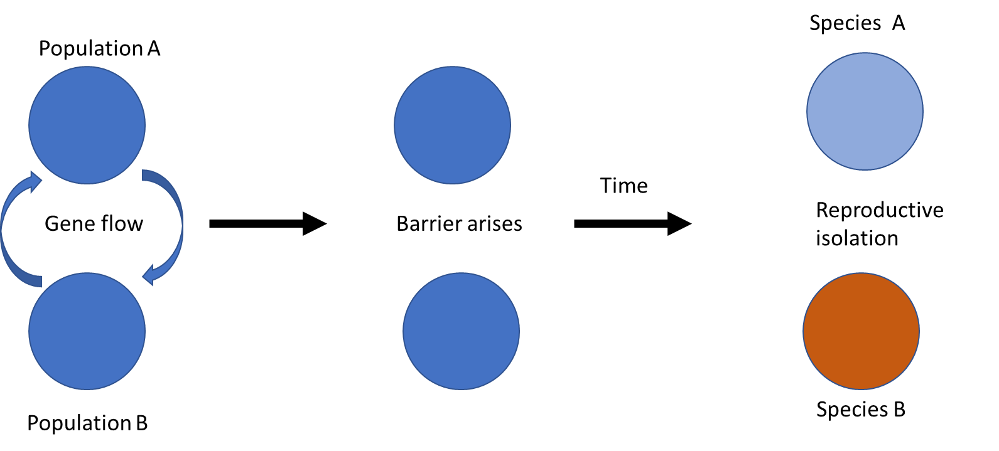 Population A
Gene flow
Population B
Barrier arises
Time
Species A
Reproductive
isolation
Species B